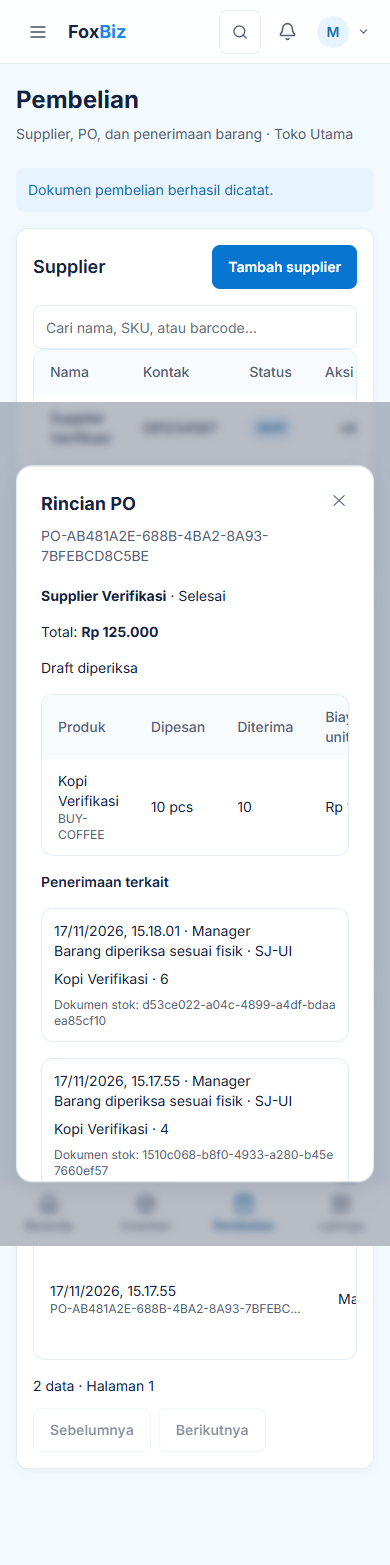 FoxBiz
M
Pembelian
Supplier, PO, dan penerimaan barang · Toko Utama
Dokumen pembelian berhasil dicatat.
Supplier
Tambah supplier
Cari nama, SKU, atau barcode...
Nama Kontak Status Aksi
Supplier
Verifikasi
Rincian PO
PO-AB481A2E-688B-4BA2-8A93-
7BFEBCD8C5BE
Supplier Verifikasi · Selesai
Total: Rp 125.000
Draft diperiksa
Produk Dipesan Diterima
Kopi
Verifikasi
BUY-
COFFEE
10 pcs 10 Rp
Penerimaan terkait
17/11/2026, 15.18.01 · Manager
Barang diperiksa sesuai fisik · SJ-UI
Kopi Verifikasi · 6
Dokumen stok: d53ce022-a04c-4899-a4df-bdaa
ea85cf10
17/11/2026, 15.17.55 · Manager
Barang diperiksa sesuai fisik · SJ-UI
Kopi Verifikasi · 4
Dokumen stok: 1510c068-b8f0-4933-a280-b45e
7660ef57
Beranda Pembelian Lainnya
17/11/2026, 15.17.55
PO-AB481A2E-688B-4BA2-8A93-7BFEBC...
2 data · Halaman 1
Sebelumnya Berikutnya